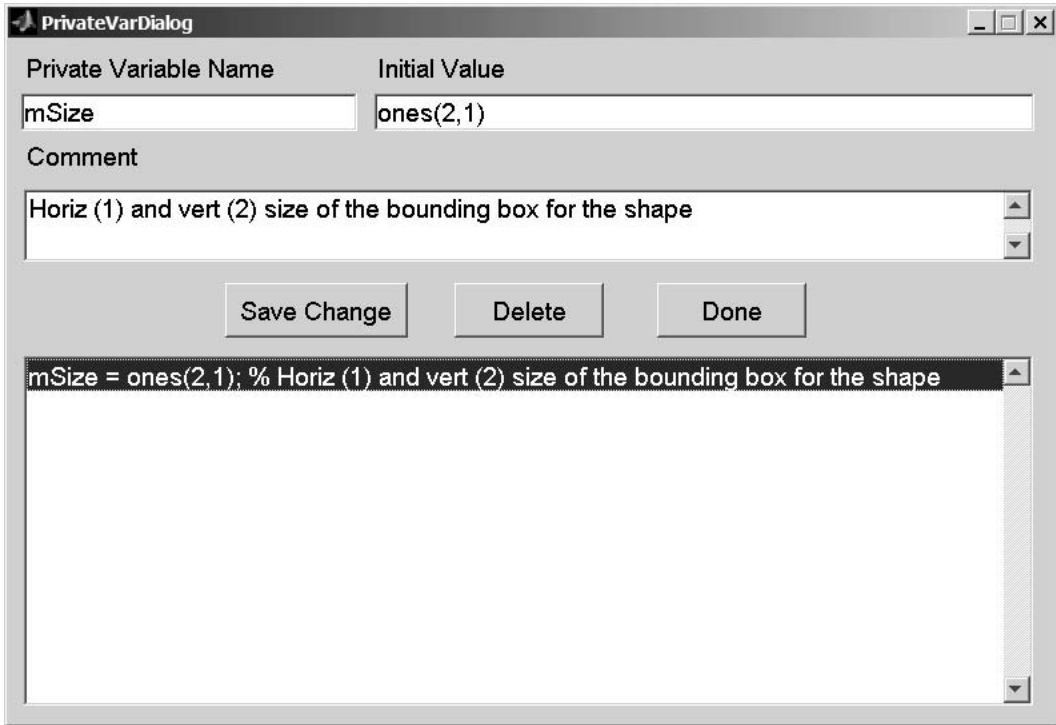 PrivateVarDialog
Private Variable Name Initial Value
mSize ones(2,1)
Comment
Horiz (1) and vert (2) size of the bounding box for the shape
Save Change Delete Done
mSize = ones(2,1); % Horiz (1) and vert (2) size of the bounding box for the shape